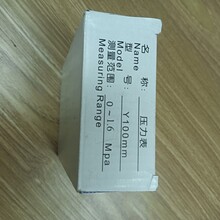 名　称：压力表
Name
型　号：Y100mm
Model
测量范围：0~1.6 Mpa
Measuring Range